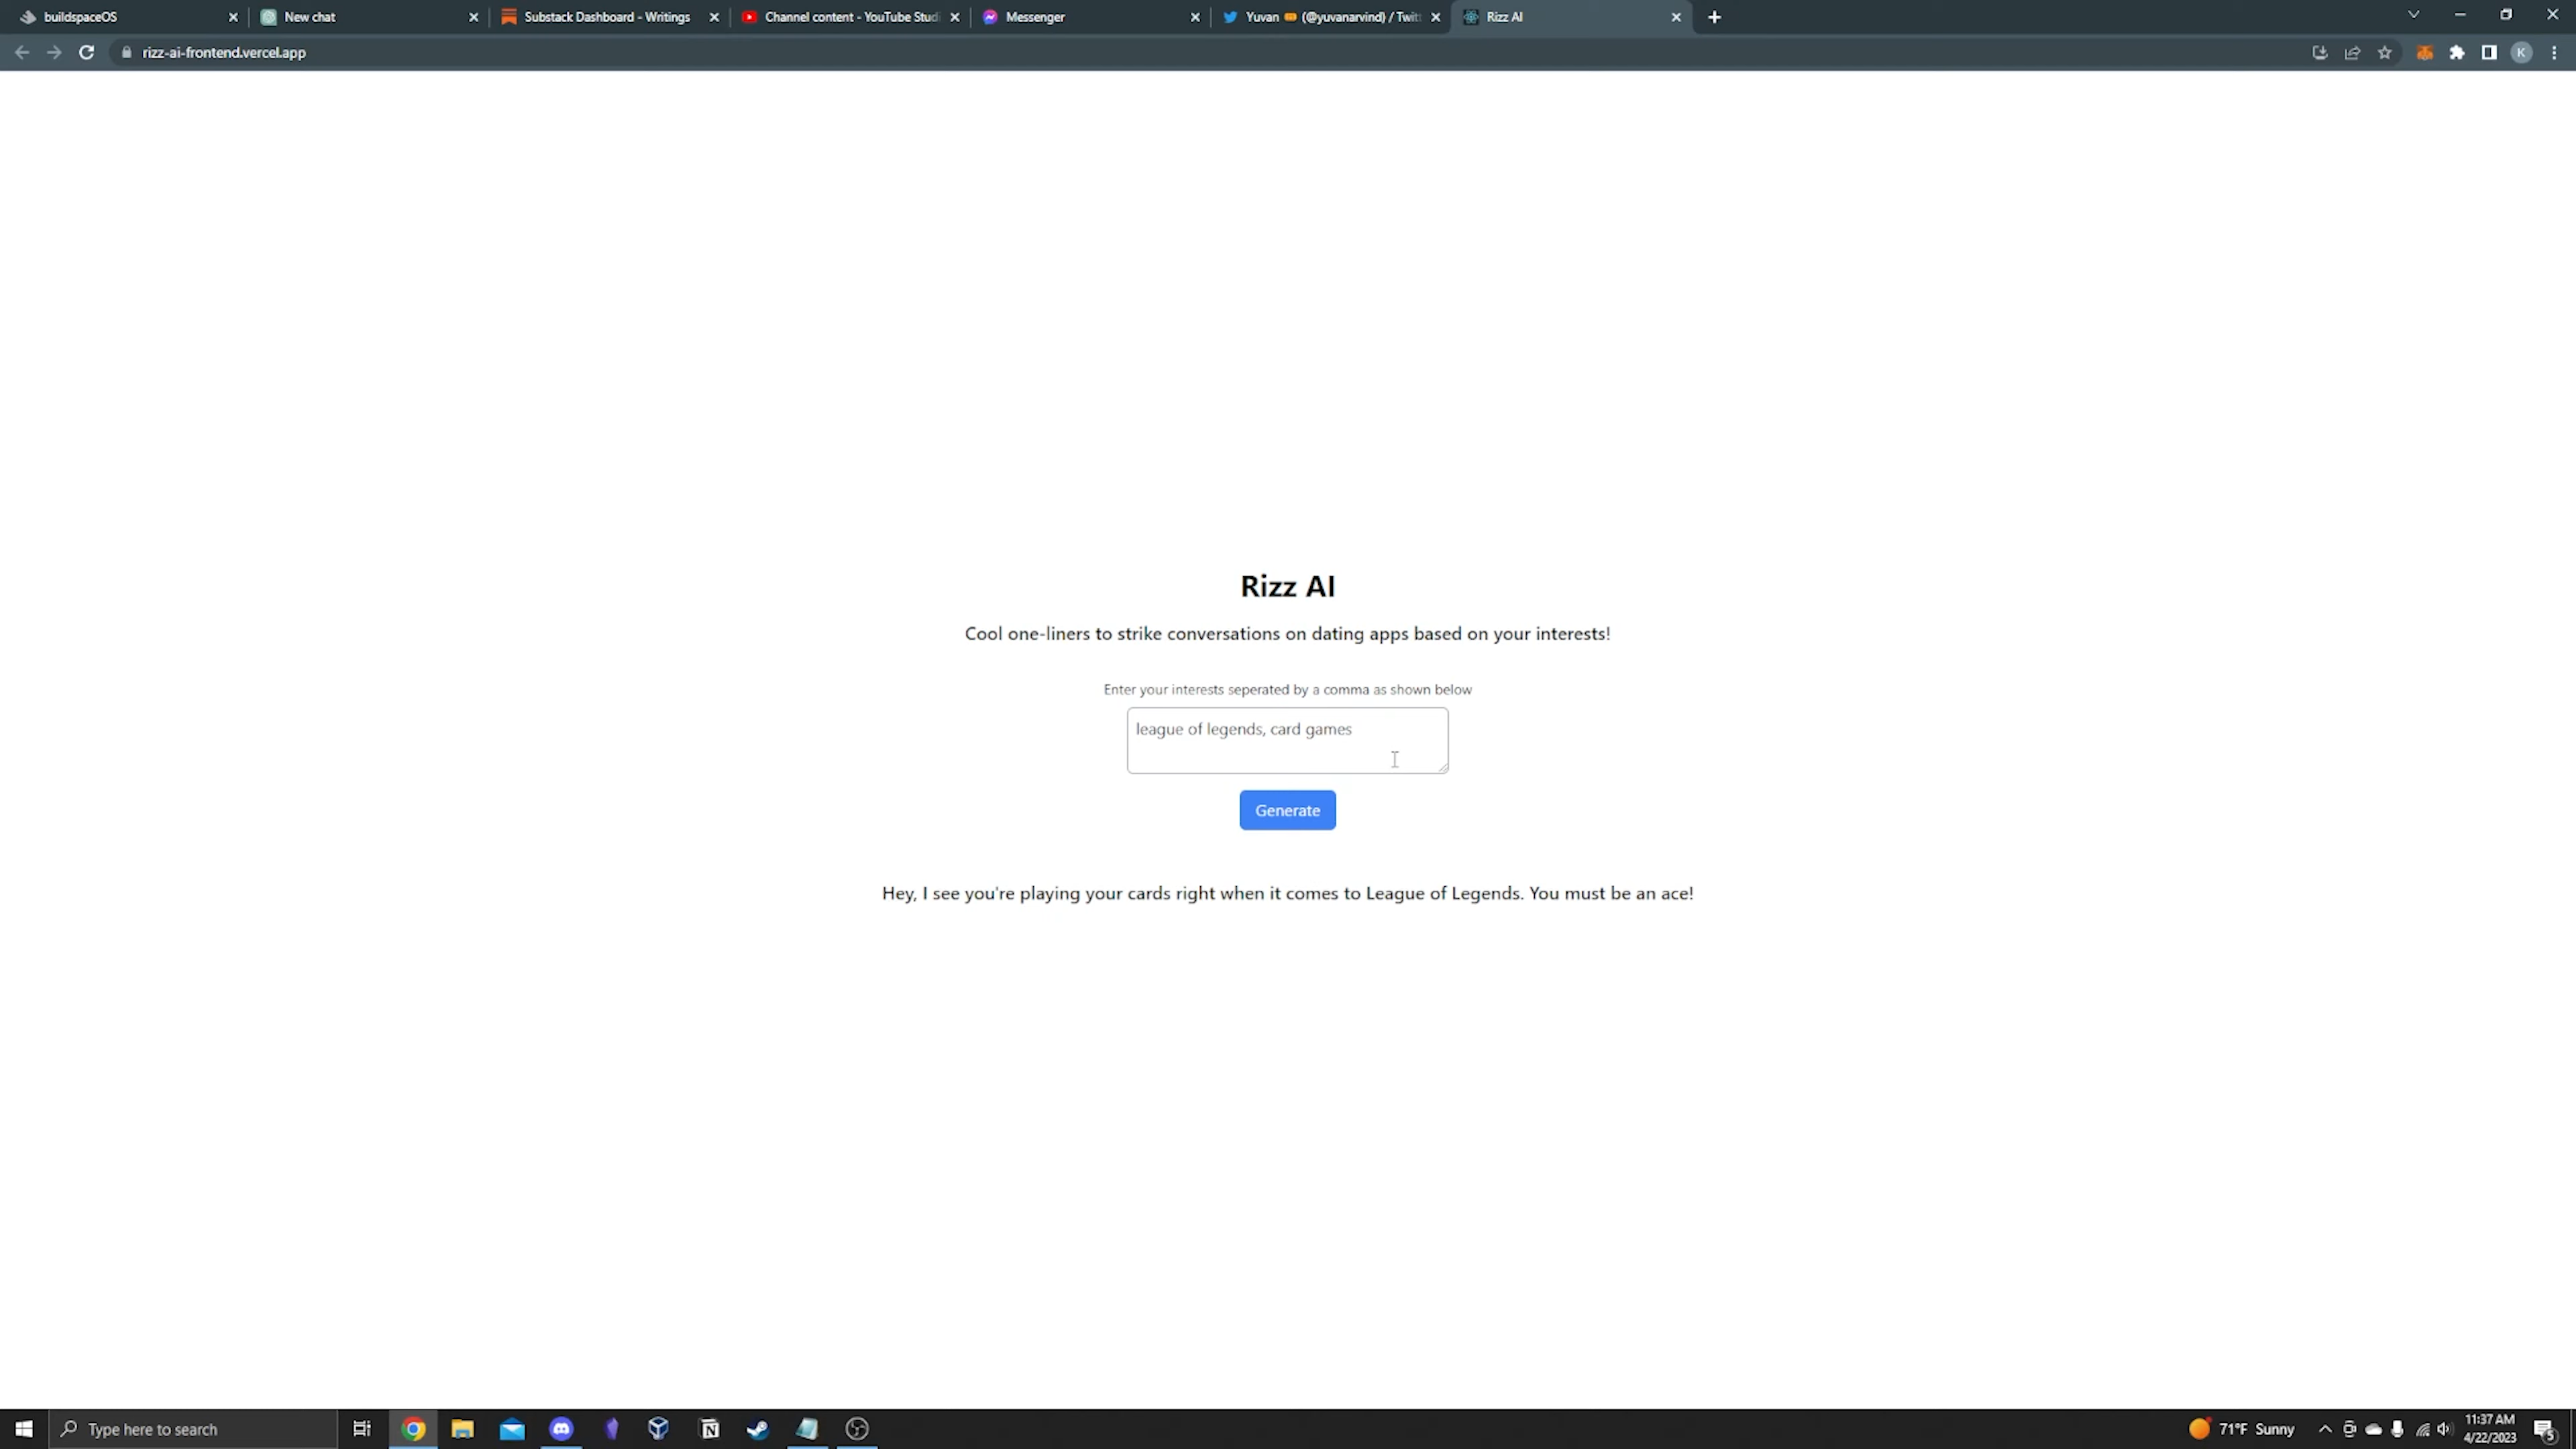 buildspaceOS
New chat
Substack Dashboard - Writings
Channel content - YouTube Studi
Messenger
Yuvan (@yuvanarvind) / Twitt
Rizz AI
rizz-ai-frontend.vercel.app
K
Rizz AI
Cool one-liners to strike conversations on dating apps based on your interests!
Enter your interests seperated by a comma as shown below
league of legends, card games
Generate
Hey, I see you're playing your cards right when it comes to League of Legends. You must be an ace!
Type here to search
71°F Sunny
11:37 AM
4/22/2023
5